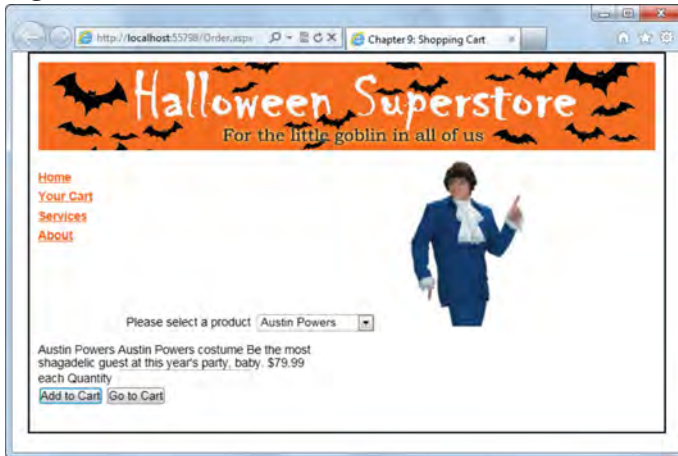 http://localhost:55798/Order.aspx
Chapter 9: Shopping Cart
Halloween Superstore
For the little goblin in all of us
Home
Your Cart
Services
About
Please select a product Austin Powers
Austin Powers Austin Powers costume Be the most
shagadelic guest at this year's party, baby. $79.99
each Quantity
Add to Cart Go to Cart